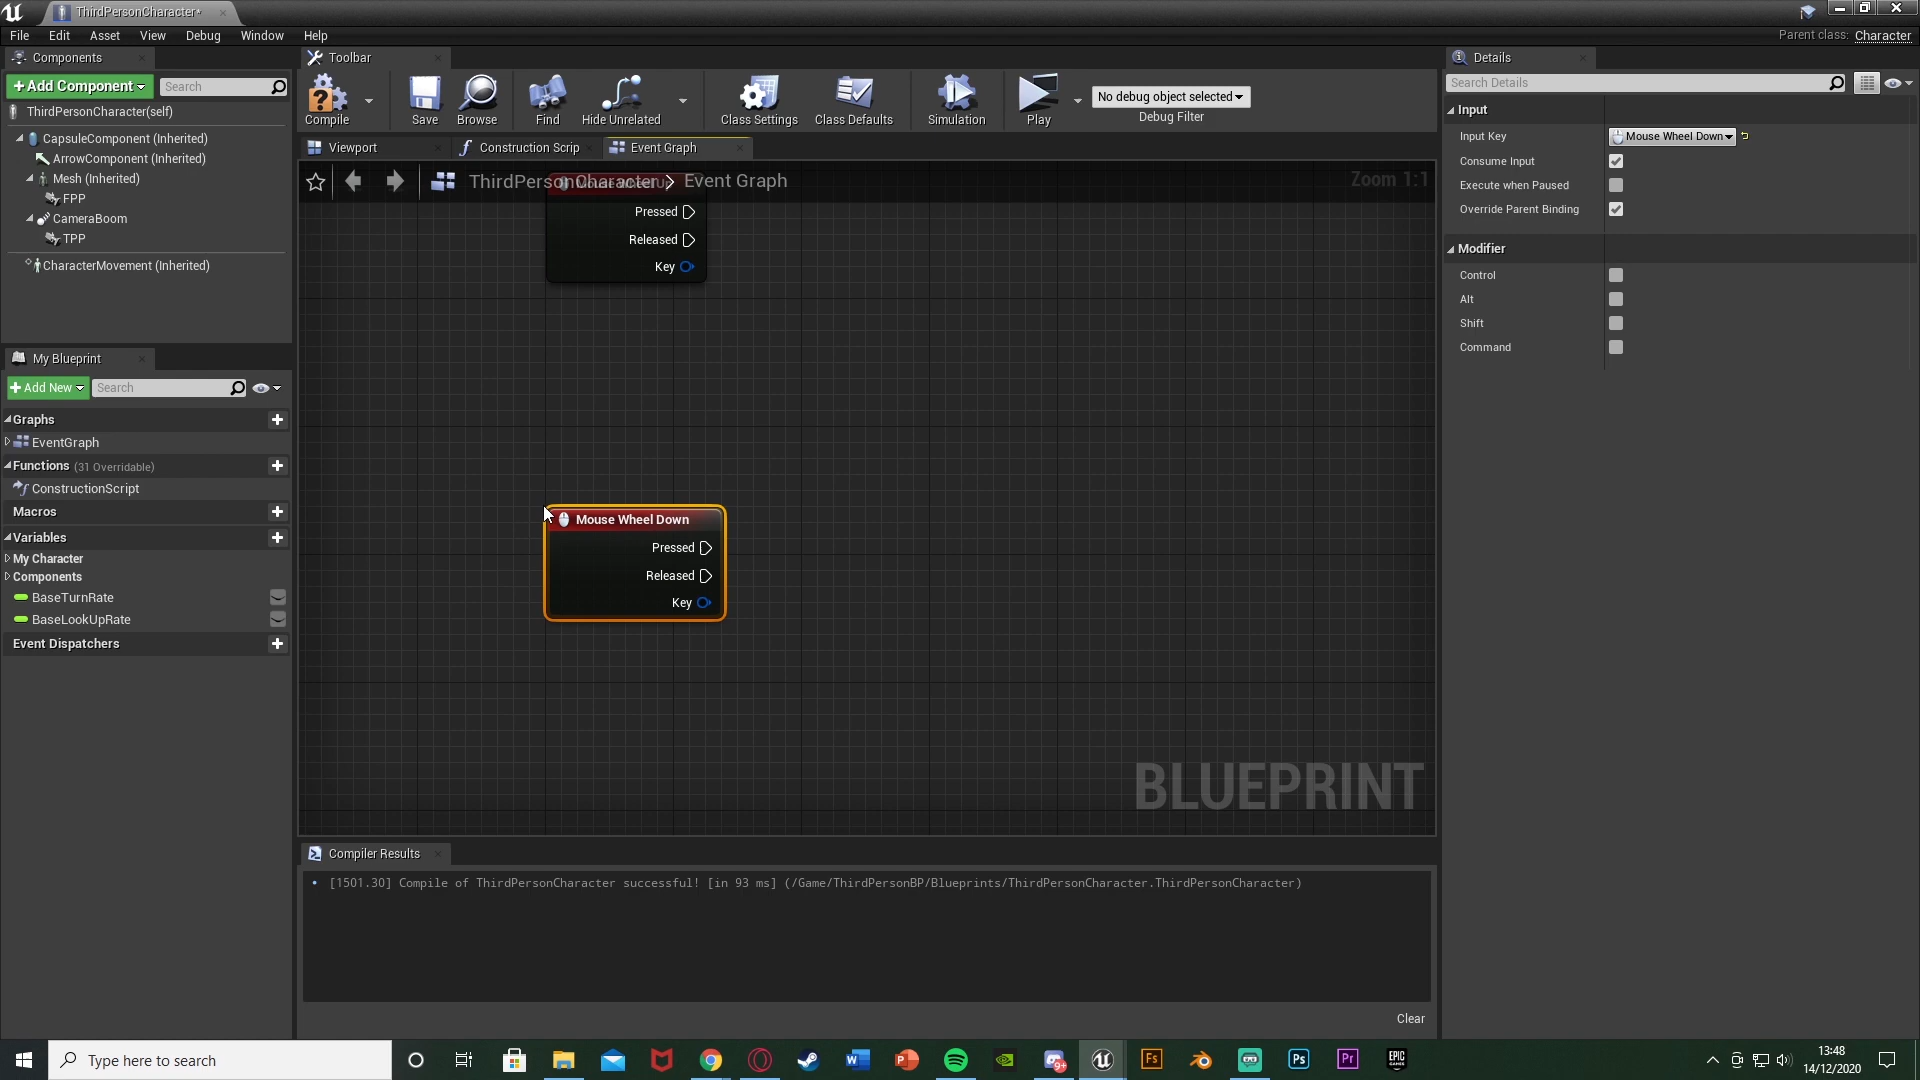 ThirdPersonCharacter*
File Edit Asset View Debug Window Help
Parent class: Character
Components
+ Add Component
Search
ThirdPersonCharacter(self)
CapsuleComponent (Inherited)
ArrowComponent (Inherited)
Mesh (Inherited)
FPP
CameraBoom
TPP
CharacterMovement (Inherited)
My Blueprint
+ Add New
Search
Graphs
EventGraph
Functions (31 Overridable)
ConstructionScript
Macros
Variables
My Character
Components
BaseTurnRate
BaseLookUpRate
Event Dispatchers
Toolbar
Compile
Save
Browse
Find
Hide Unrelated
Class Settings
Class Defaults
Simulation
Play
No debug object selected
Debug Filter
Viewport
Construction Scrip
Event Graph
ThirdPersonCharacter > Event Graph
Zoom 1:1
Pressed
Released
Key
Mouse Wheel Down
Pressed
Released
Key
BLUEPRINT
Compiler Results
[1501.30] Compile of ThirdPersonCharacter successful! [in 93 ms] (/Game/ThirdPersonBP/Blueprints/ThirdPersonCharacter.ThirdPersonCharacter)
Clear
Details
Search Details
Input
Input Key
Mouse Wheel Down
Consume Input
Execute when Paused
Override Parent Binding
Modifier
Control
Alt
Shift
Command
Type here to search
Fs
Ps
Pr
EPIC
GAMES
9+
13:48
14/12/2020